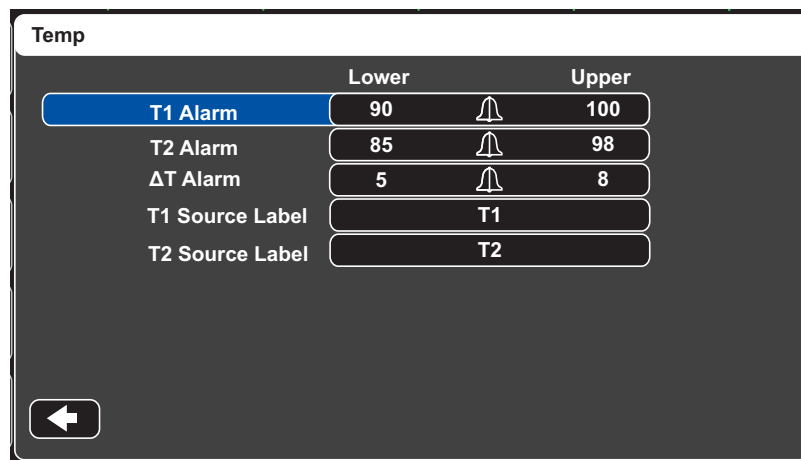 Temp
Lower Upper
T1 Alarm 90 100
T2 Alarm 85 98
ΔT Alarm 5 8
T1 Source Label T1
T2 Source Label T2